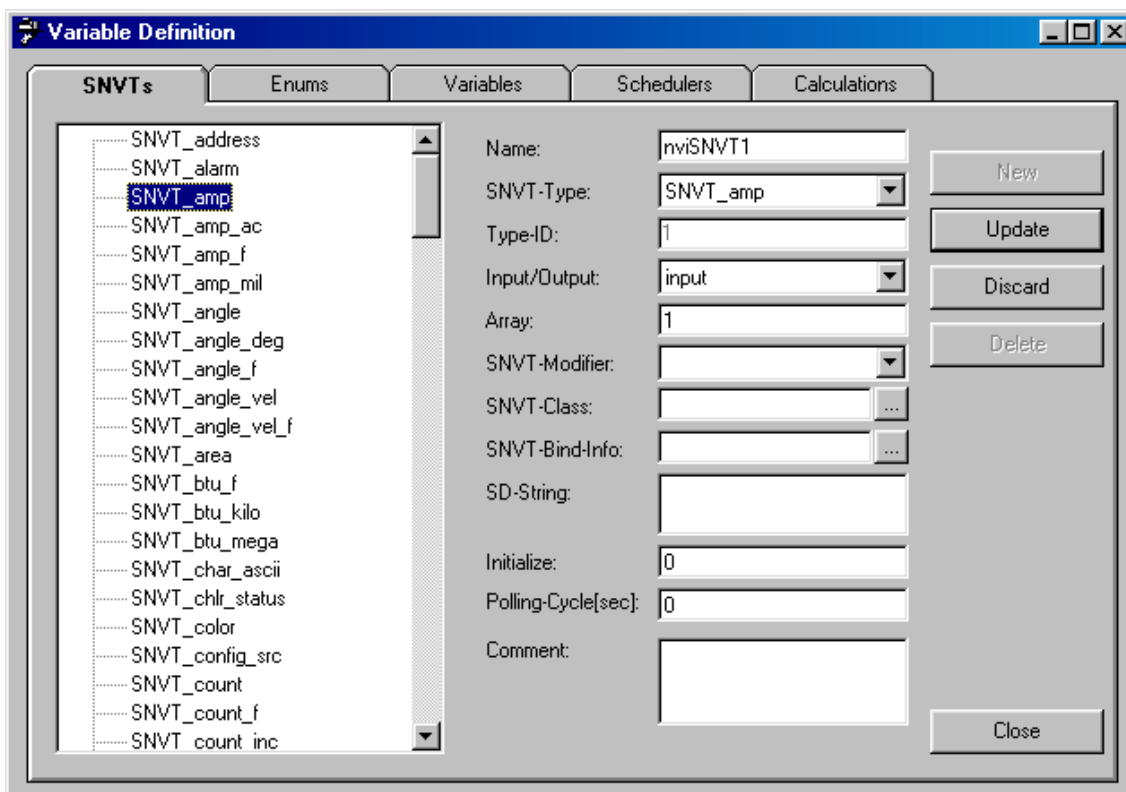 Variable Definition
SNVTs Enums Variables Schedulers Calculations
SNVT_address
SNVT_alarm
SNVT_amp
SNVT_amp_ac
SNVT_amp_f
SNVT_amp_mil
SNVT_angle
SNVT_angle_deg
SNVT_angle_f
SNVT_angle_vel
SNVT_angle_vel_f
SNVT_area
SNVT_btu_f
SNVT_btu_kilo
SNVT_btu_mega
SNVT_char_ascii
SNVT_chlr_status
SNVT_color
SNVT_config_src
SNVT_count
SNVT_count_f
SNVT_count_inc
Name: nviSNVT1
SNVT-Type: SNVT_amp
Type-ID: 1
Input/Output: input
Array: 1
SNVT-Modifier:
SNVT-Class: ...
SNVT-Bind-Info: ...
SD-String:
Initialize: 0
Polling-Cycle[sec]: 0
Comment:
New
Update
Discard
Delete
Close